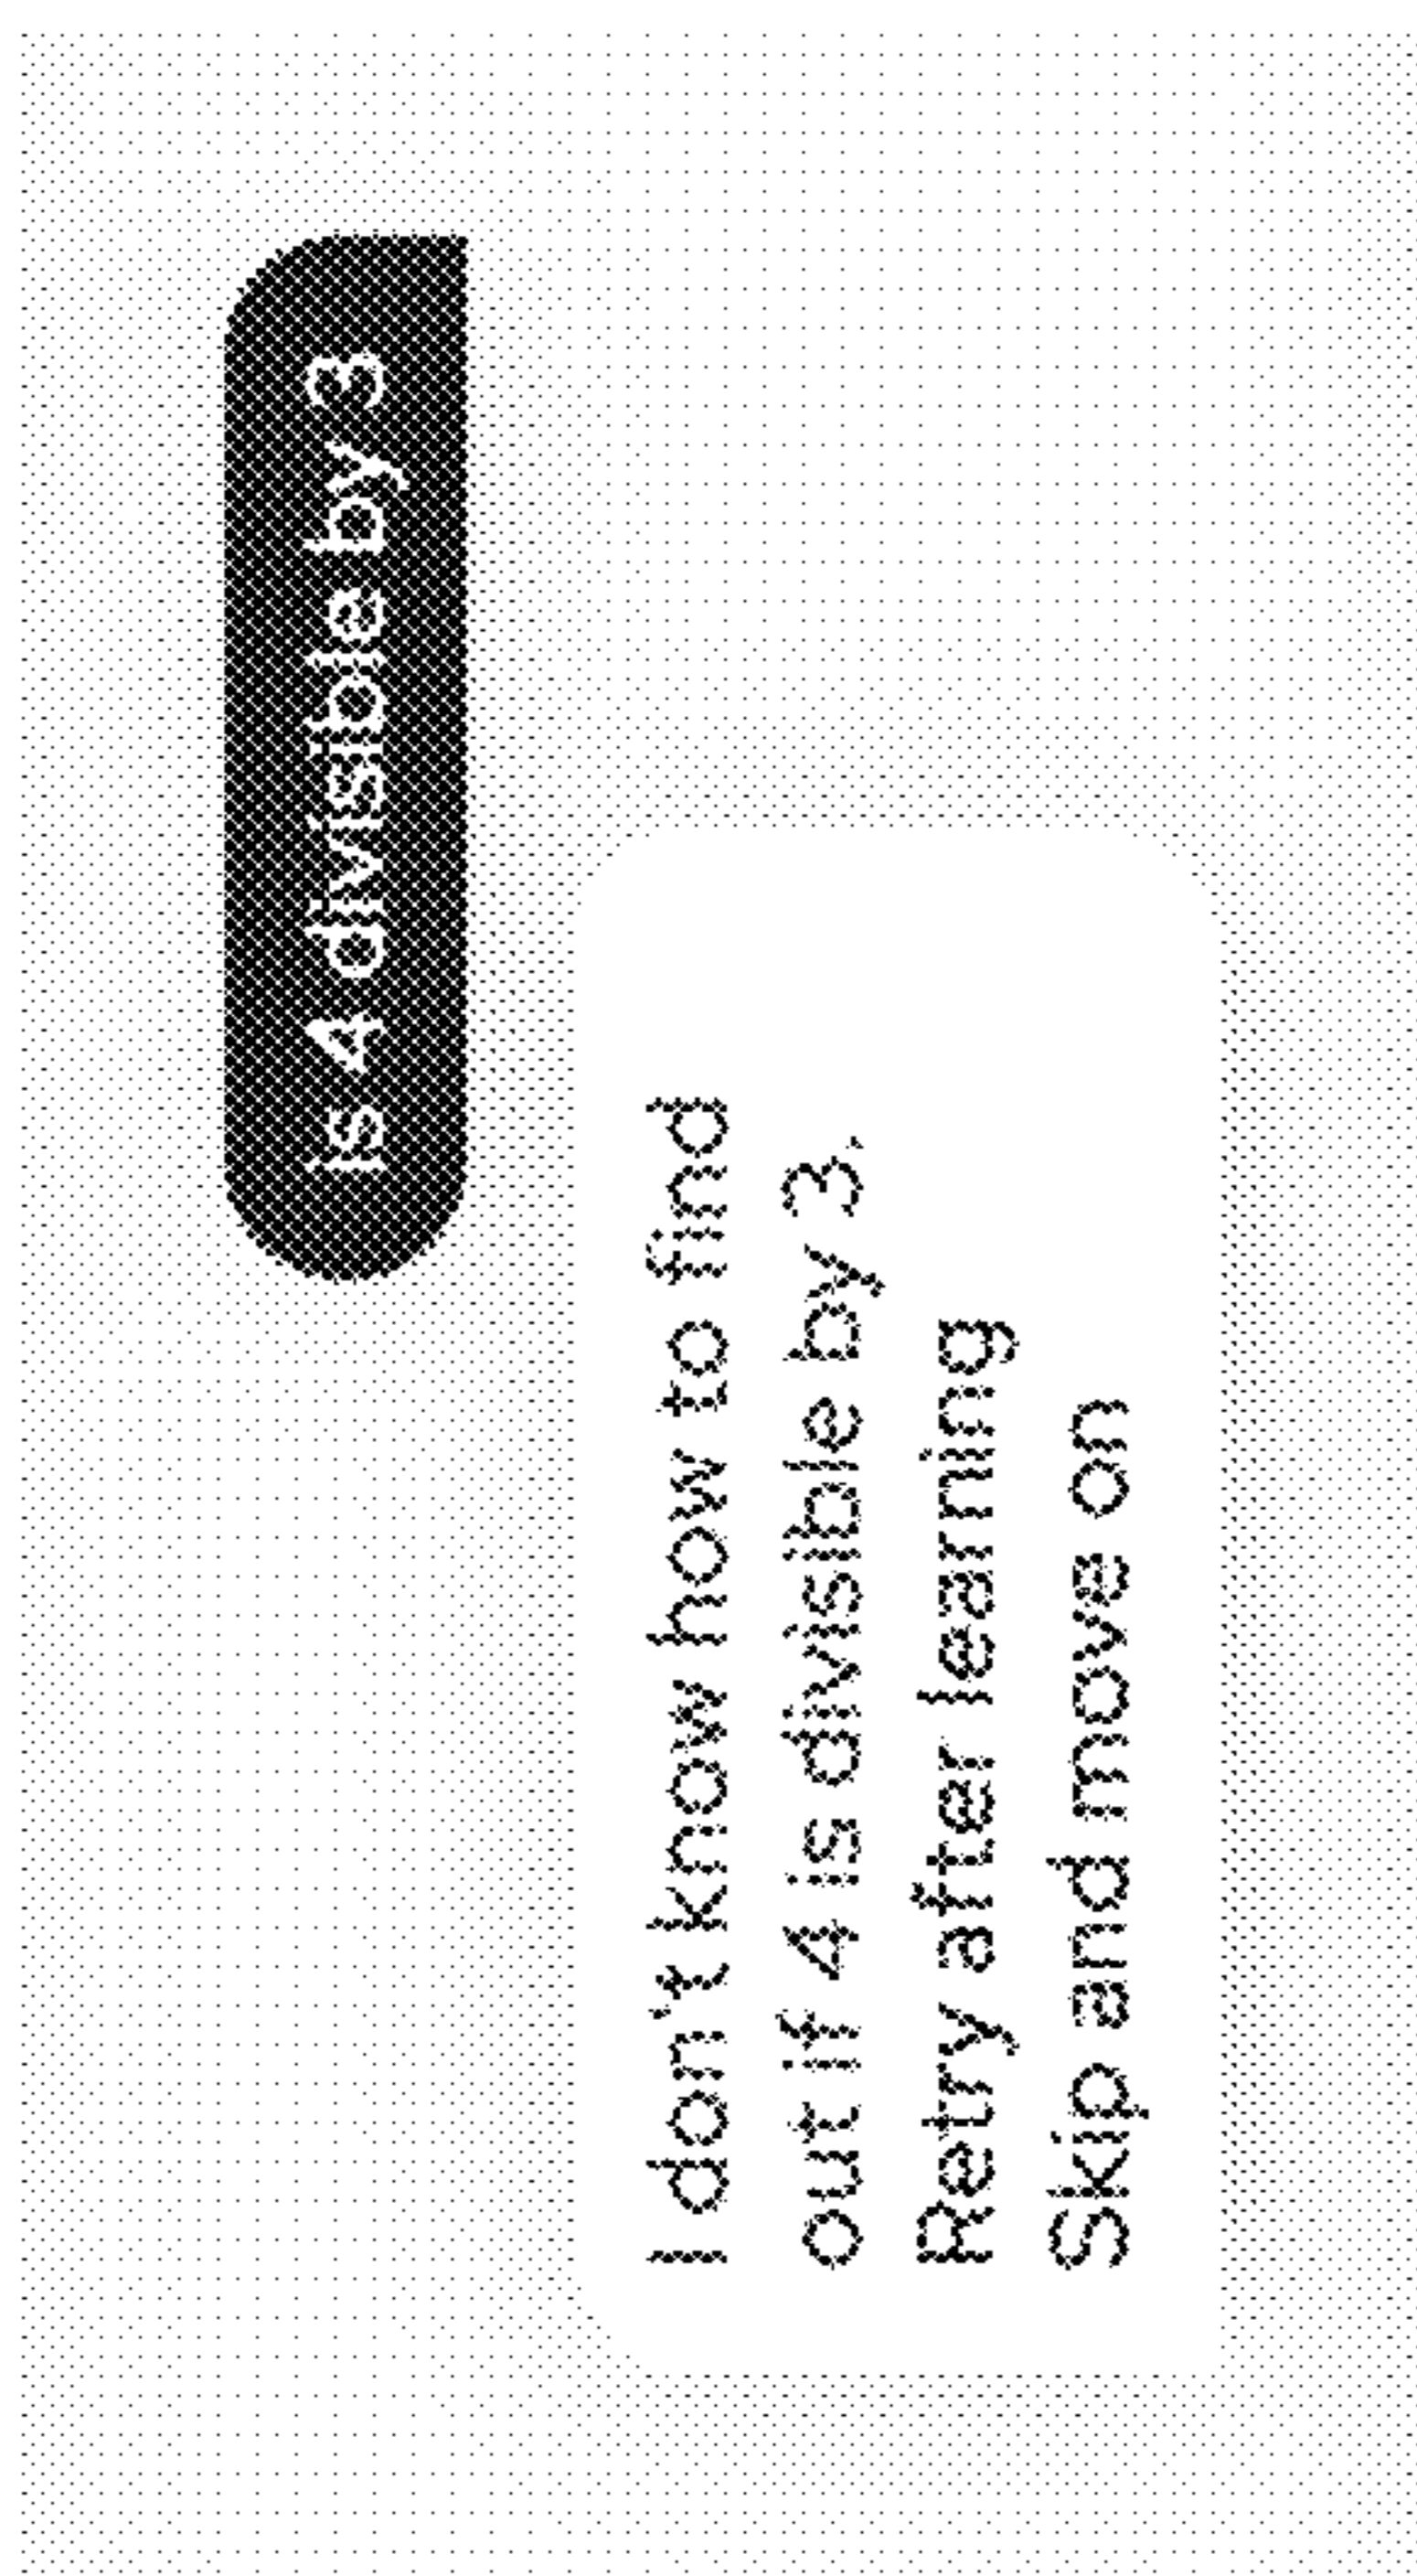 is 4 divisible by 3
I don't know how to find
out if 4 is divisible by 3.
Retry after learning
Skip and move on